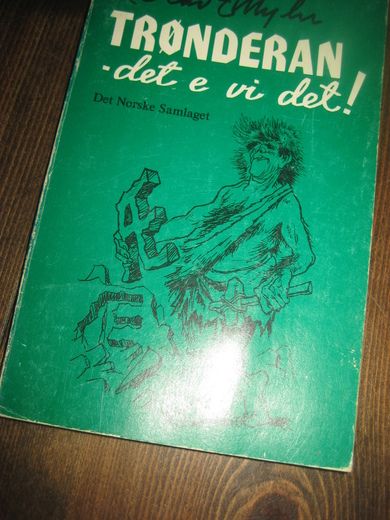 TRØNDERAN
- det e vi det!
Det Norske Samlaget
Æ